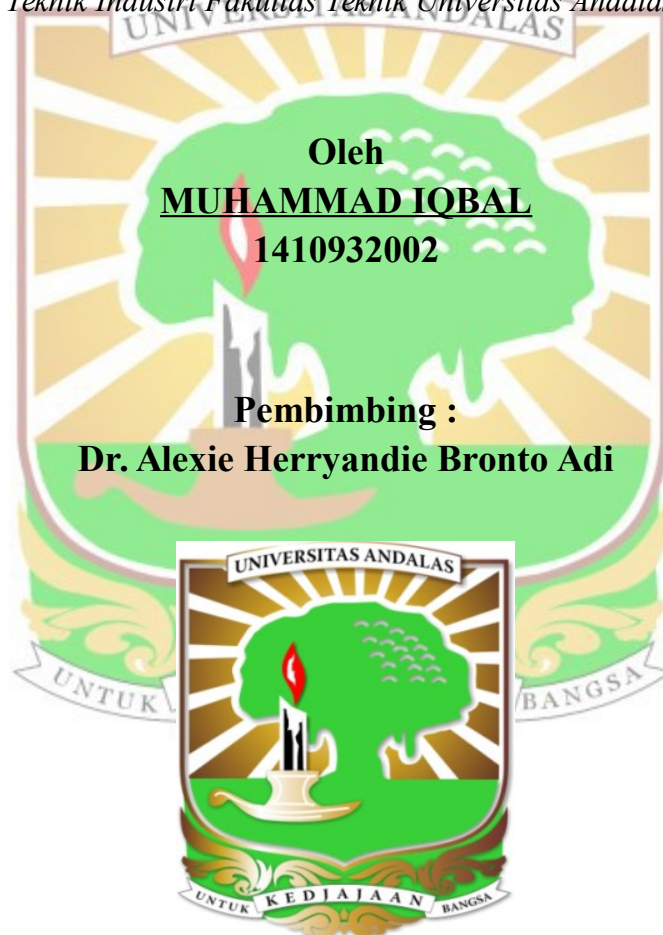 Teknik Industri Fakultas Teknik Universitas Andalas
UNIVERSITAS ANDALAS
Oleh
MUHAMMAD IQBAL
1410932002
Pembimbing :
Dr. Alexie Herryandie Bronto Adi
UNTUK BANGSA
UNIVERSITAS ANDALAS
UNTUK KEDJAJAAN BANGSA